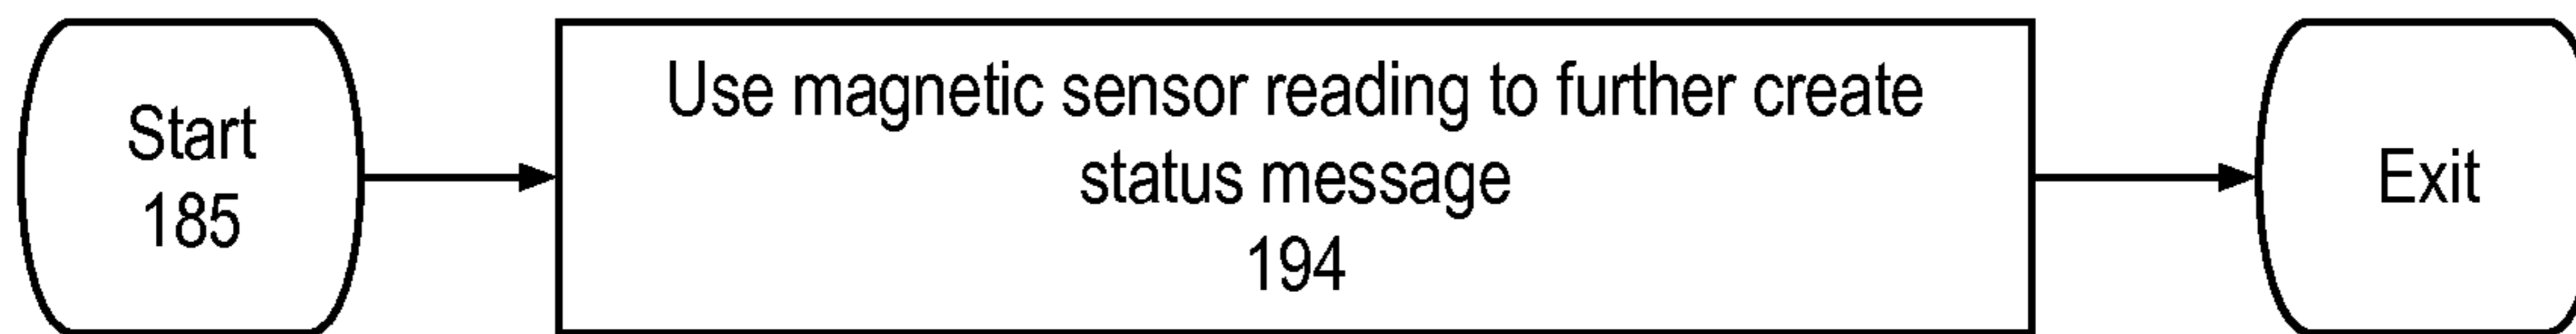 Start
185
Use magnetic sensor reading to further create
status message
194
Exit